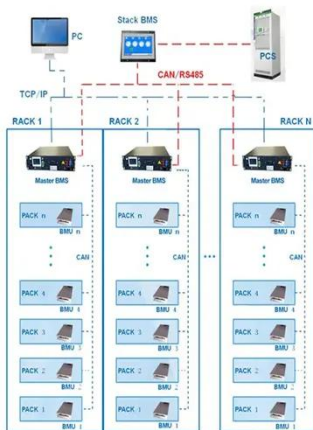 PC
Stack BMS
PCS
CAN/RS485
TCP/IP
RACK 1
RACK 2
RACK N
Master BMS
Master BMS
Master BMS
PACK n
BMU n
PACK n
BMU n
PACK n
BMU n
CAN
CAN
CAN
PACK 4
BMU 4
PACK 4
BMU 4
PACK 4
BMU 4
PACK 3
BMU 3
PACK 3
BMU 3
PACK 3
BMU 3
PACK 2
BMU 2
PACK 2
BMU 2
PACK 2
BMU 2
PACK 1
BMU 1
PACK 1
BMU 1
PACK 1
BMU 1